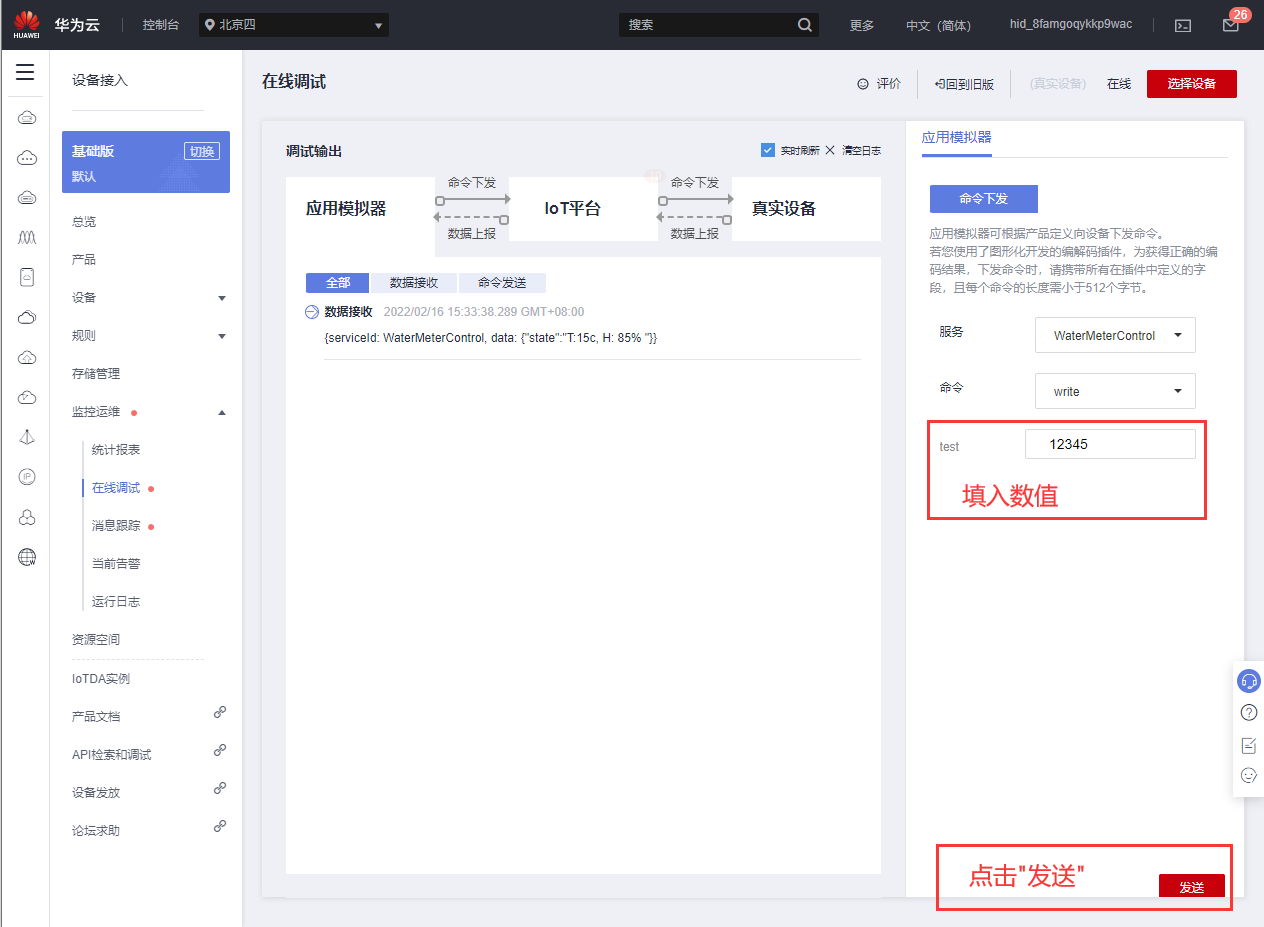 HUAWEI
华为云
控制台
北京四
搜索
更多
中文（简体）
hid_8famgoqykkp9wac
26
设备接入
基础版
切换
默认
总览
产品
设备
规则
存储管理
监控运维
统计报表
在线调试
消息跟踪
当前告警
运行日志
资源空间
IoTDA实例
产品文档
API检索和调试
设备发放
论坛求助
在线调试
评价
回到旧版
(真实设备)
在线
选择设备
调试输出
实时刷新
清空日志
应用模拟器
命令下发
数据上报
IoT平台
命令下发
数据上报
真实设备
全部
数据接收
命令发送
数据接收 2022/02/16 15:33:38.289 GMT+08:00
{serviceId: WaterMeterControl, data: {"state":"T:15c, H: 85% "}}
应用模拟器
命令下发
应用模拟器可根据产品定义向设备下发命令。
若您使用了图形化开发的编解码插件，为获得正确的编
码结果，下发命令时，请携带所有在插件中定义的字
段，且每个命令的长度需小于512个字节。
服务
WaterMeterControl
命令
write
test
12345
填入数值
点击"发送"
发送